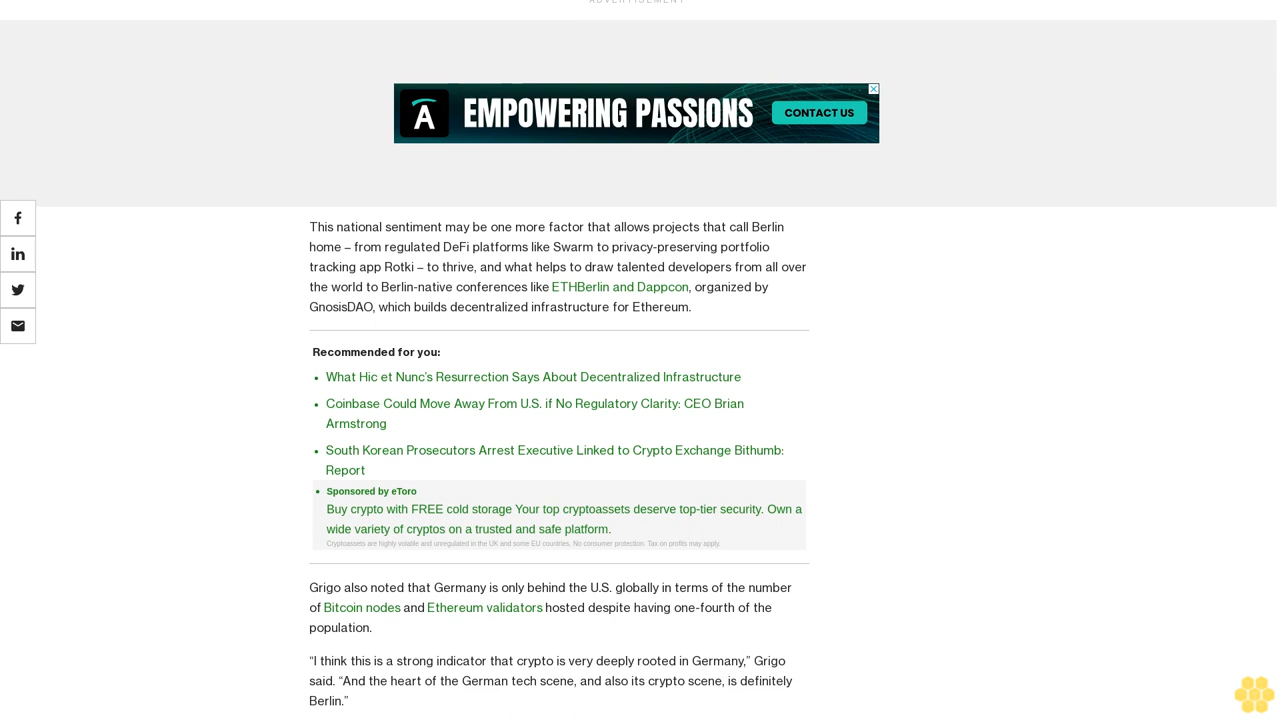 ADVERTISEMENT
A
EMPOWERING PASSIONS
CONTACT US
This national sentiment may be one more factor that allows projects that call Berlin
home – from regulated DeFi platforms like Swarm to privacy-preserving portfolio
tracking app Rotki – to thrive, and what helps to draw talented developers from all over
the world to Berlin-native conferences like ETHBerlin and Dappcon, organized by
GnosisDAO, which builds decentralized infrastructure for Ethereum.
Recommended for you:
• What Hic et Nunc’s Resurrection Says About Decentralized Infrastructure
• Coinbase Could Move Away From U.S. if No Regulatory Clarity: CEO Brian
Armstrong
• South Korean Prosecutors Arrest Executive Linked to Crypto Exchange Bithumb:
Report
• Sponsored by eToro
Buy crypto with FREE cold storage Your top cryptoassets deserve top-tier security. Own a
wide variety of cryptos on a trusted and safe platform.
Cryptoassets are highly volatile and unregulated in the UK and some EU countries. No consumer protection. Tax on profits may apply.
Grigo also noted that Germany is only behind the U.S. globally in terms of the number
of Bitcoin nodes and Ethereum validators hosted despite having one-fourth of the
population.
“I think this is a strong indicator that crypto is very deeply rooted in Germany,” Grigo
said. “And the heart of the German tech scene, and also its crypto scene, is definitely
Berlin.”